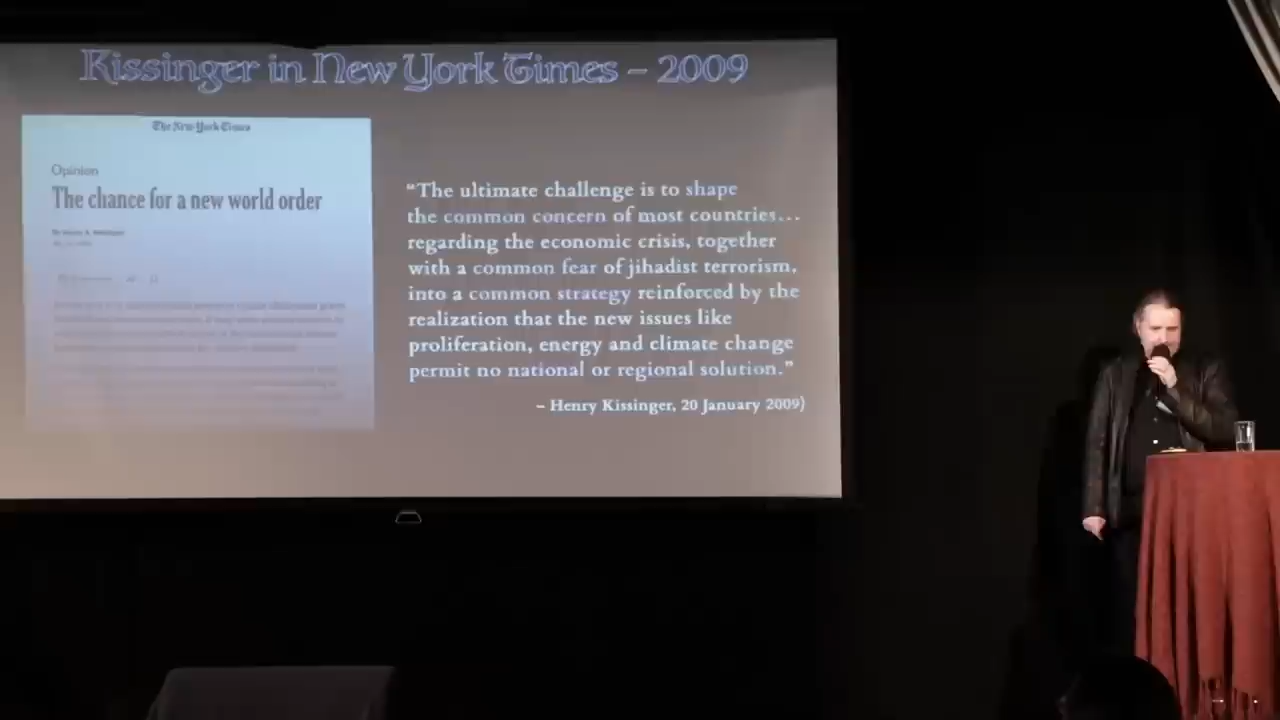 Kissinger in New York Times – 2009
The New York Times
Opinion
The chance for a new world order
“The ultimate challenge is to shape
the common concern of most countries...
regarding the economic crisis, together
with a common fear of jihadist terrorism,
into a common strategy reinforced by the
realization that the new issues like
proliferation, energy and climate change
permit no national or regional solution.”
– Henry Kissinger, 20 January 2009)